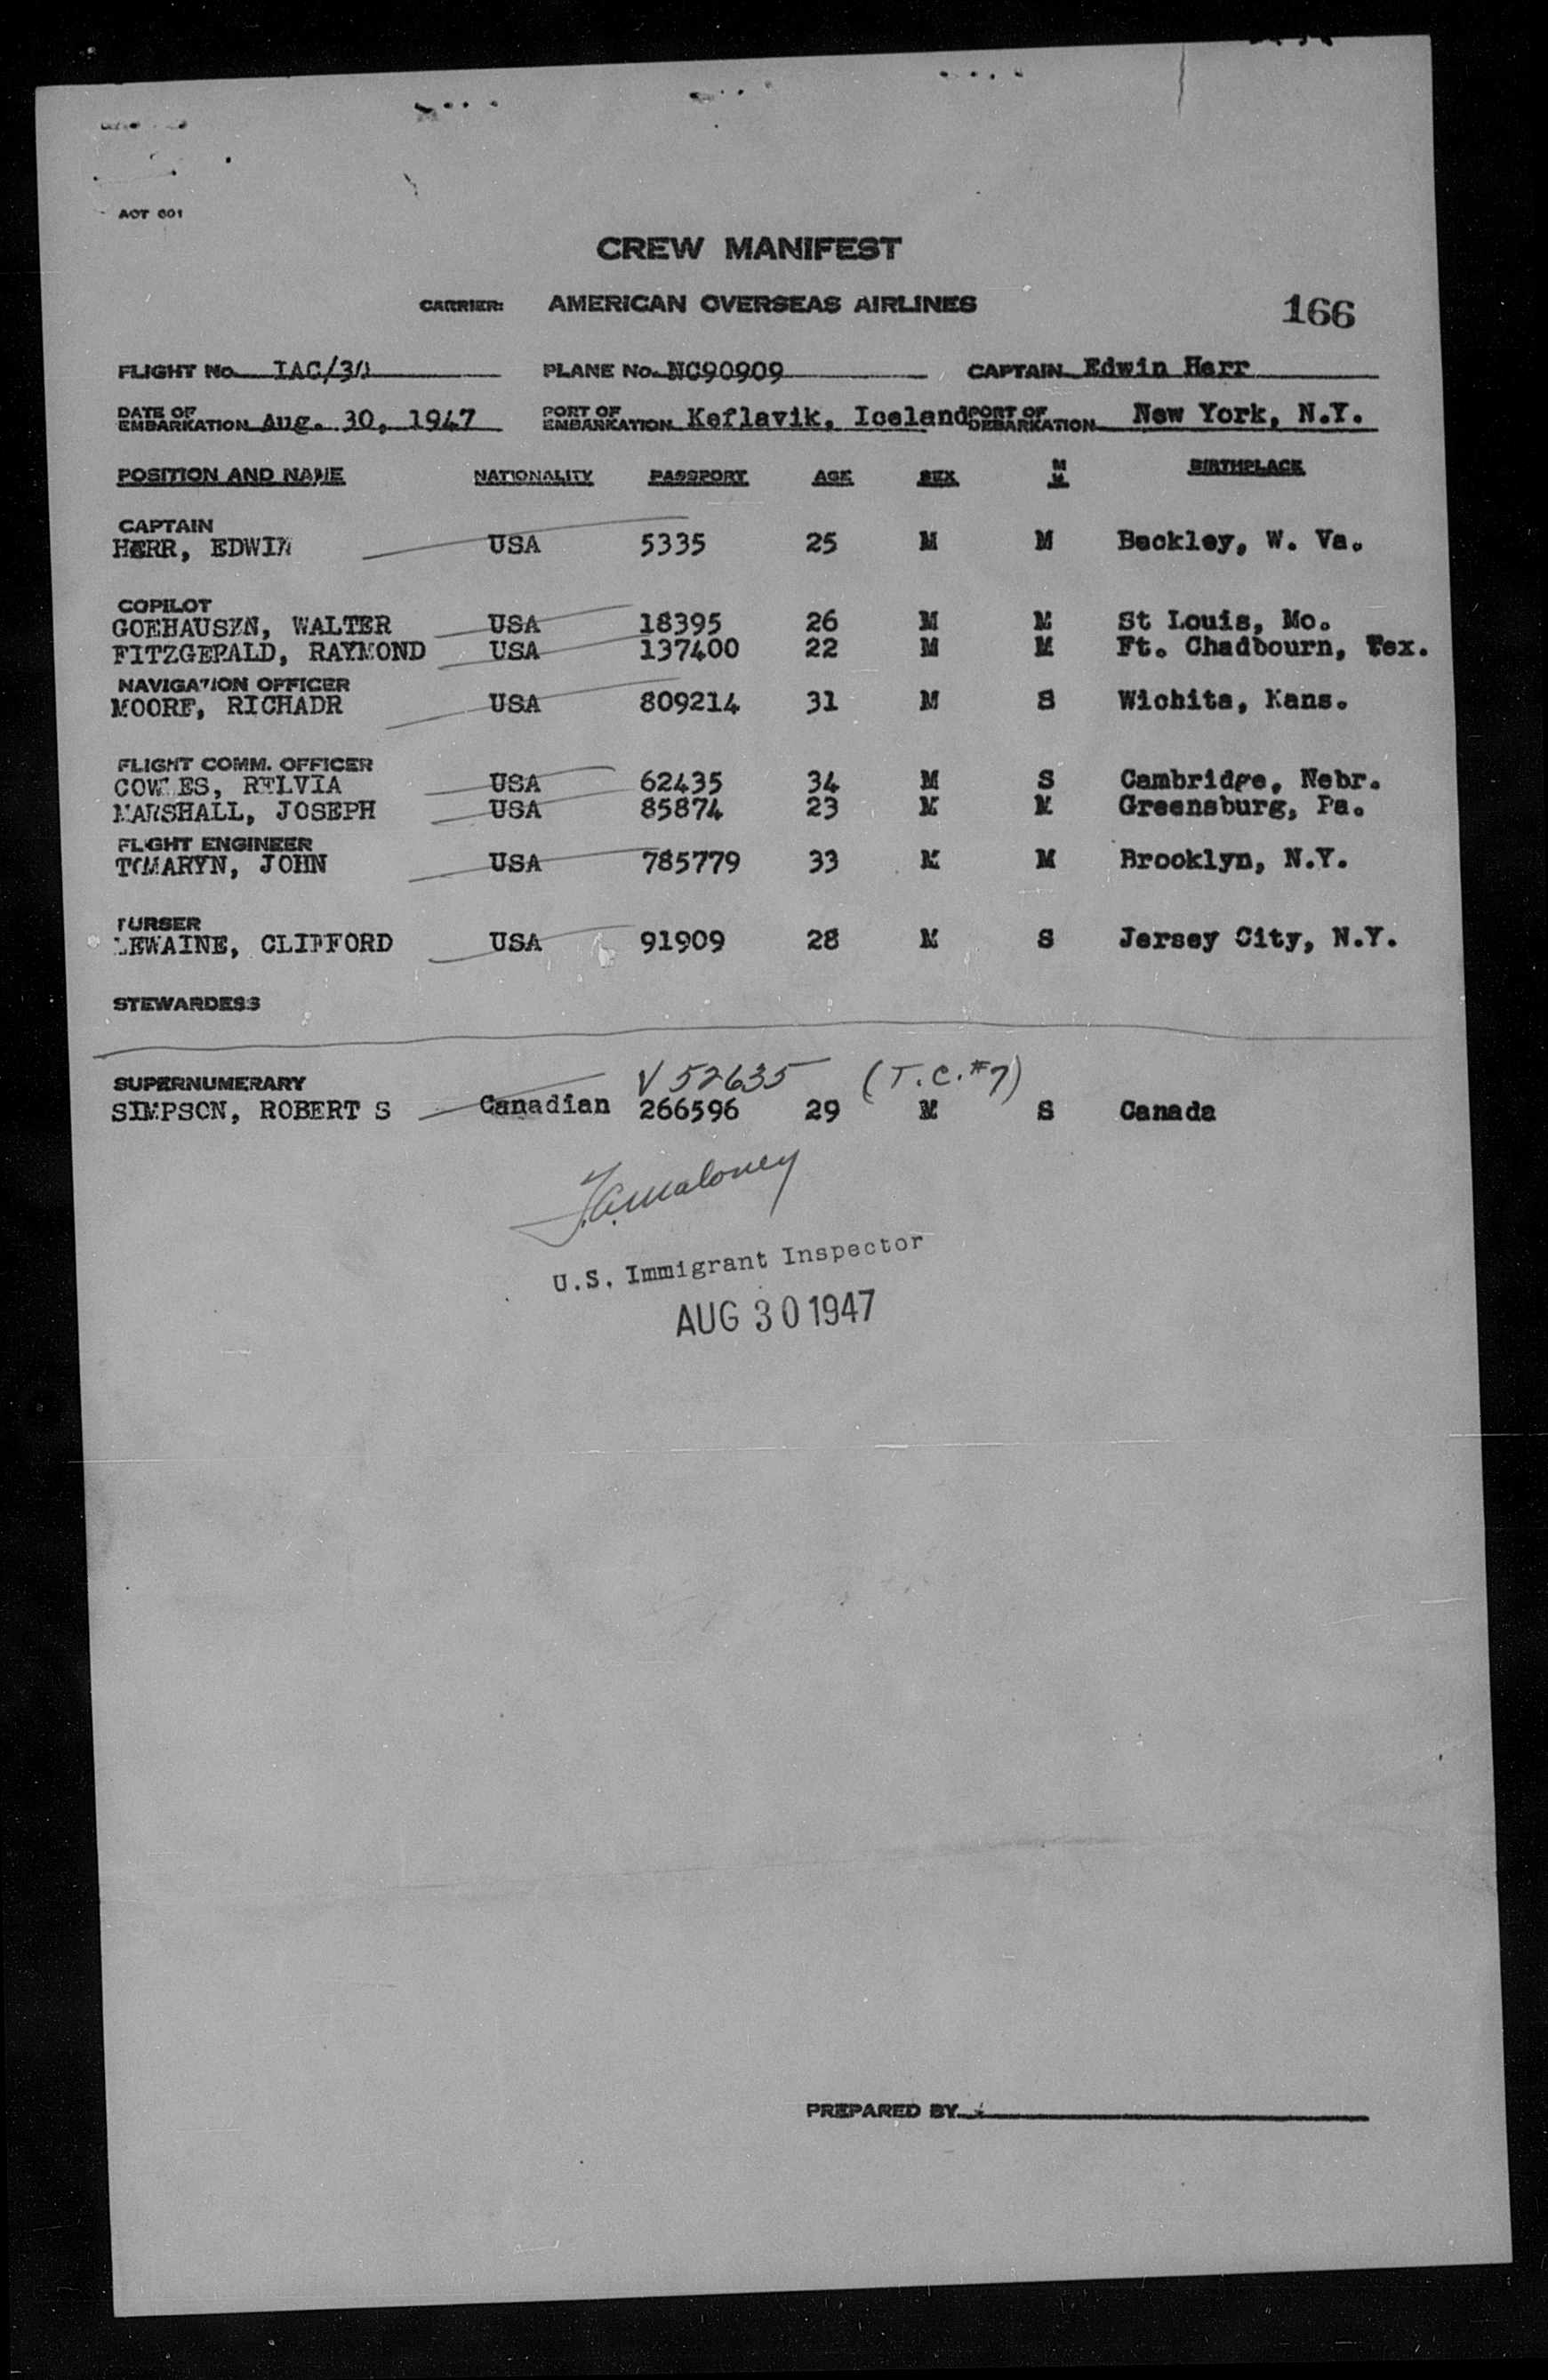 AOT 601
CREW MANIFEST
CARRIER: AMERICAN OVERSEAS AIRLINES 166
FLIGHT No. IAC/30 PLANE No. NC90909 CAPTAIN Edwin Harr
DATE OF EMBARKATION Aug. 30, 1947 PORT OF EMBARKATION Keflavik, Iceland PORT OF DEBARKATION New York, N.Y.
POSITION AND NAME NATIONALITY PASSPORT AGE SEX M BIRTHPLACE
CAPTAIN
EDWIN USA 5335 25 M M Beckley, W. Va.
COPILOT
GOEHAUSEN, WALTER USA 18395 26 M M St Louis, Mo.
FITZGERALD, RAYMOND USA 137400 22 M M Ft. Chadbourn, Tex.
NAVIGATION OFFICER
MOORE, RICHADR USA 809214 31 M S Wichita, Kans.
FLIGHT COMM. OFFICER
USA 62435 34 M S Cambridge, Nebr.
MARSHALL, JOSEPH USA 85874 23 M M Greensburg, Pa.
FLIGHT ENGINEER
TOMARYN, JOHN USA 785779 33 M M Brooklyn, N.Y.
PURSER
CLIFFORD USA 91909 28 M S Jersey City, N.Y.
STEWARDESS
V 52635 (T.C.#7)
SUPERNUMERARY
SIMPSON, ROBERT S Canadian 266596 29 M S Canada
Maloney
U.S. Immigrant Inspector
AUG 30 1947
PREPARED BY